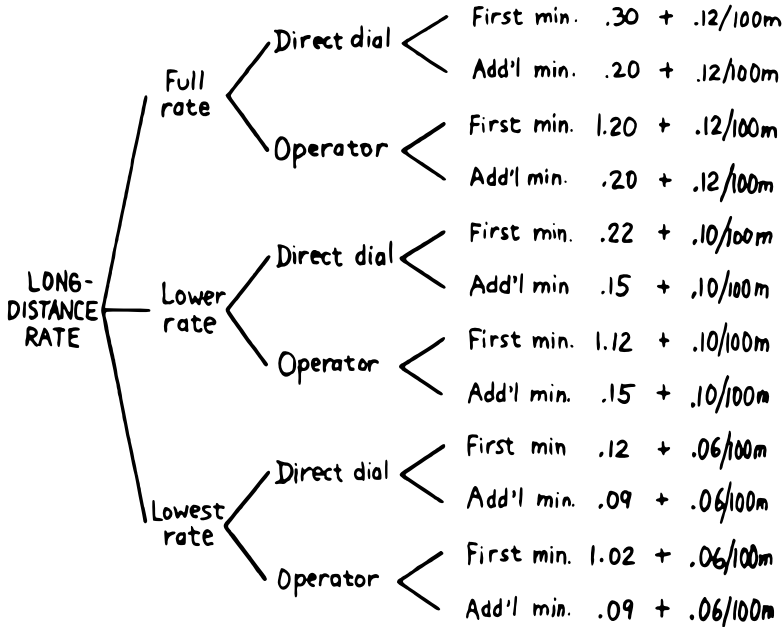 First min. .30 + .12/100m
Direct dial
Add'l min. .20 + .12/100m
Full
rate
First min. 1.20 + .12/100m
Operator
Add'l min. .20 + .12/100m
First min. .22 + .10/100m
Direct dial
Add'l min .15 + .10/100m
LONG-
DISTANCE
RATE
Lower
rate
First min. 1.12 + .10/100m
Operator
Add'l min. .15 + .10/100m
First min .12 + .06/100m
Direct dial
Add'l min. .09 + .06/100m
Lowest
rate
First min. 1.02 + .06/100m
Operator
Add'l min. .09 + .06/100m